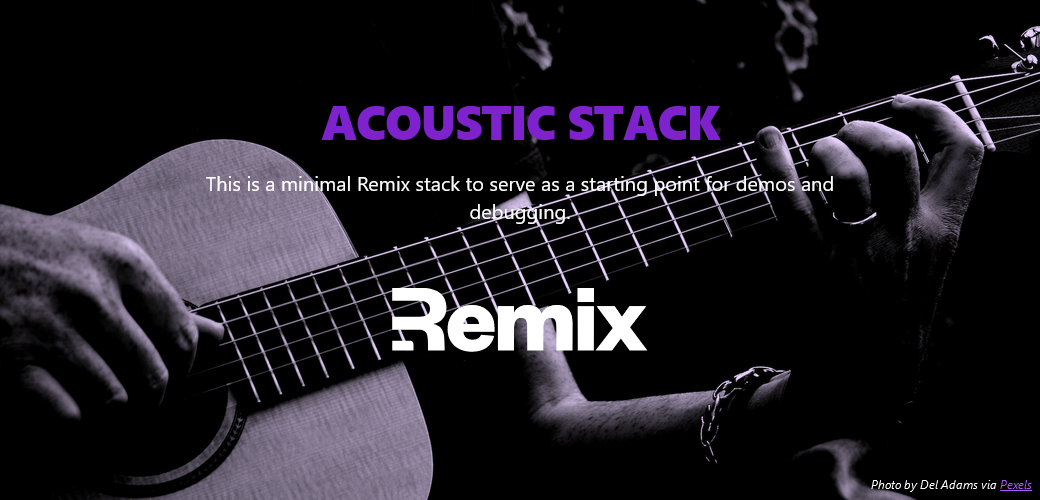 ACOUSTIC STACK
This is a minimal Remix stack to serve as a starting point for demos and
debugging.
Remix
Photo by Del Adams via Pexels